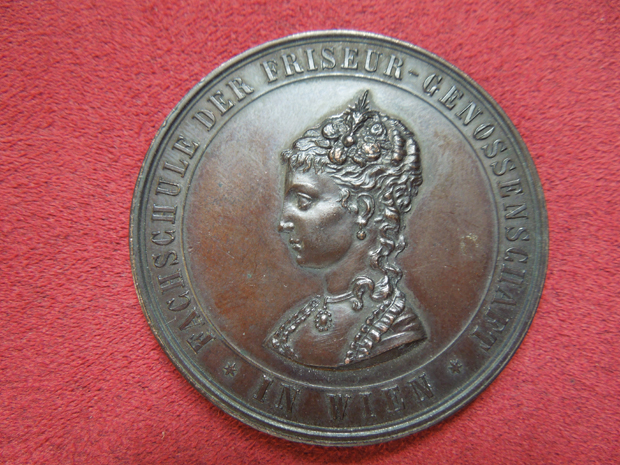 FACHSCHULE DER FRISEUR-GENOSSENSCHAFT
* IN WIEN *